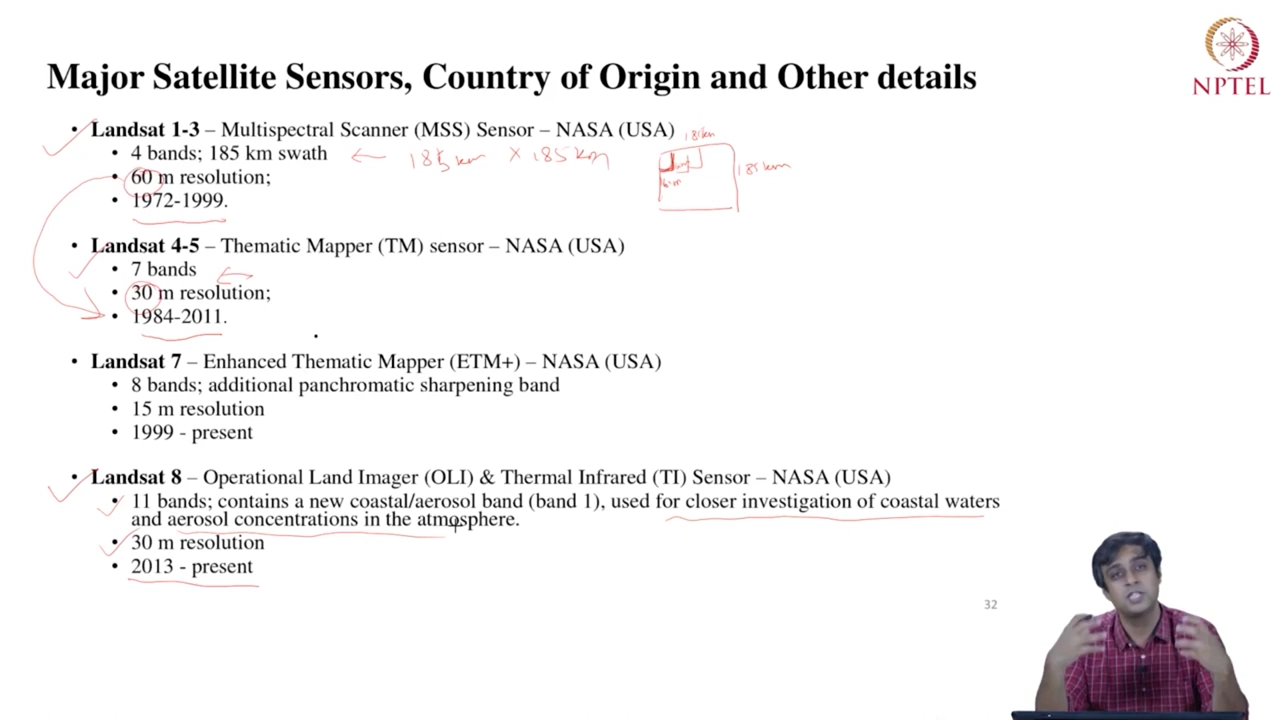 NPTEL
Major Satellite Sensors, Country of Origin and Other details
• Landsat 1-3 – Multispectral Scanner (MSS) Sensor – NASA (USA)
• 4 bands; 185 km swath
185 km × 185 km
185 km
• 60 m resolution;
• 1972-1999.
• Landsat 4-5 – Thematic Mapper (TM) sensor – NASA (USA)
• 7 bands
• 30 m resolution;
• 1984-2011.
• Landsat 7 – Enhanced Thematic Mapper (ETM+) – NASA (USA)
• 8 bands; additional panchromatic sharpening band
• 15 m resolution
• 1999 - present
• Landsat 8 – Operational Land Imager (OLI) & Thermal Infrared (TI) Sensor – NASA (USA)
• 11 bands; contains a new coastal/aerosol band (band 1), used for closer investigation of coastal waters
and aerosol concentrations in the atmosphere.
• 30 m resolution
• 2013 - present
32